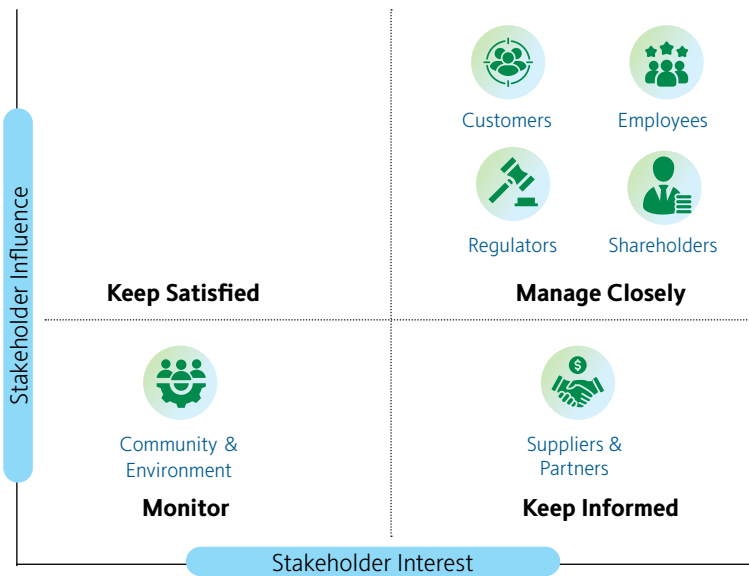 Customers
Employees
Regulators
Shareholders
Keep Satisfied
Manage Closely
Stakeholder Influence
Community &
Environment
Suppliers &
Partners
Monitor
Keep Informed
Stakeholder Interest